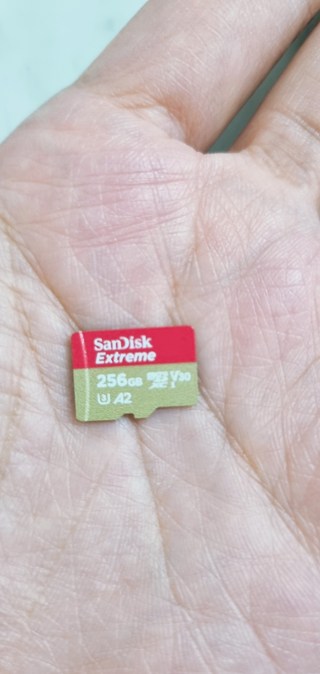 SanDisk
Extreme
256GB microSD XC I V30
U3 A2